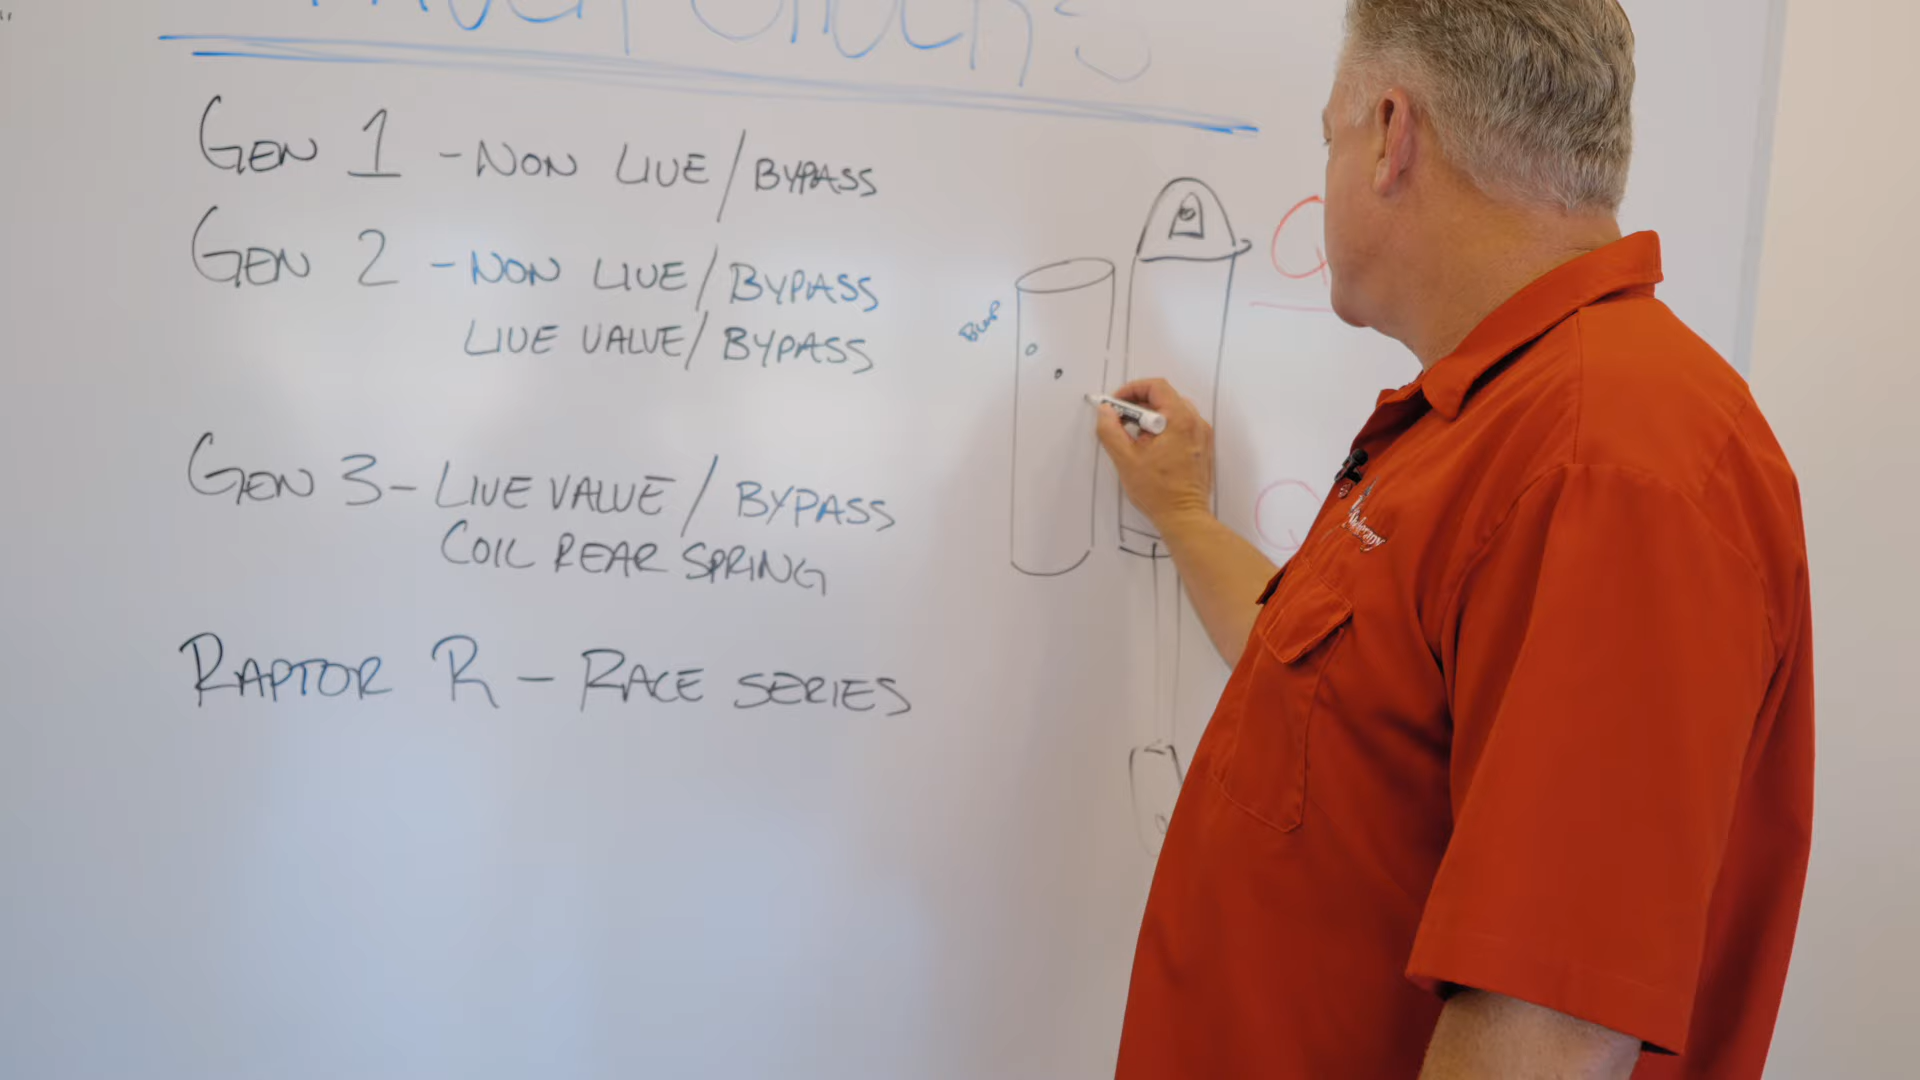 GEN 1 - NON LIVE / BYPASS
GEN 2 - NON LIVE / BYPASS
LIVE VALVE / BYPASS
GEN 3 - LIVE VALVE / BYPASS
COIL REAR SPRING
RAPTOR R - RACE SERIES